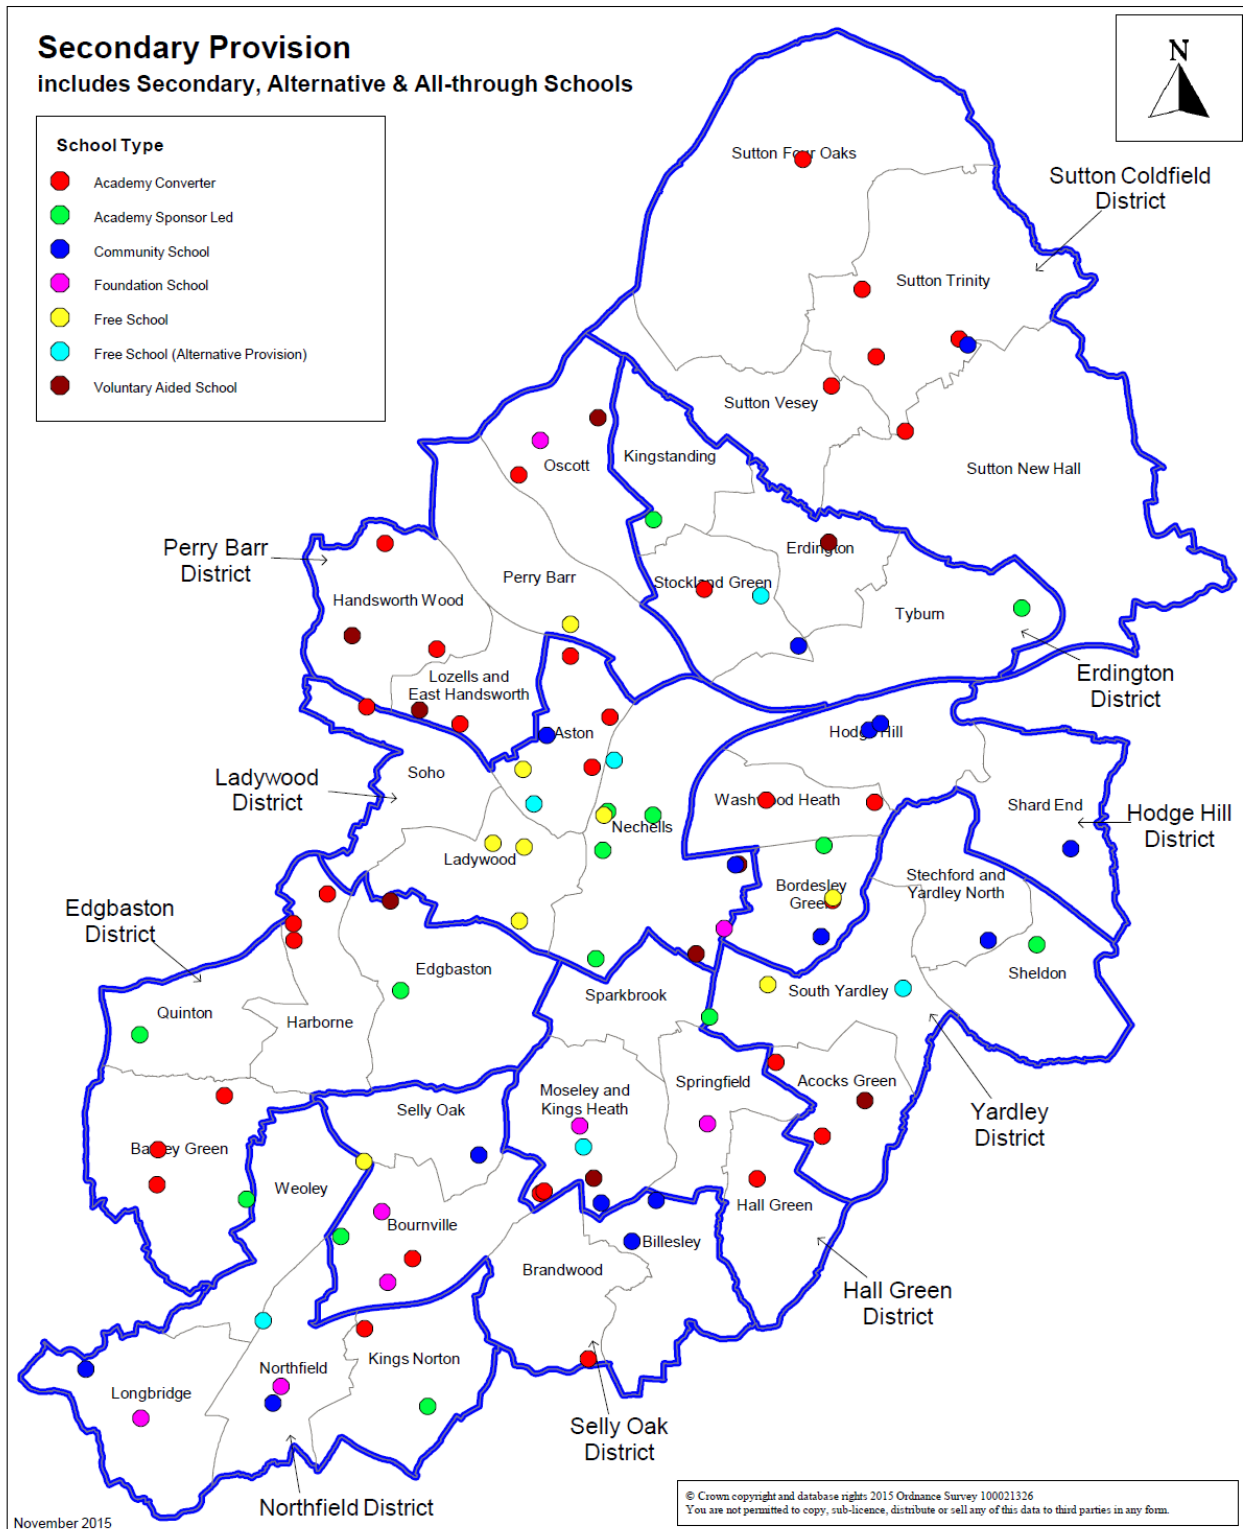 Secondary Provision
includes Secondary, Alternative & All-through Schools
N
School Type
Academy Converter
Academy Sponsor Led
Community School
Foundation School
Free School
Free School (Alternative Provision)
Voluntary Aided School
Sutton Four Oaks
Sutton Coldfield
District
Sutton Trinity
Sutton Vesey
Sutton New Hall
Oscott
Kingstanding
Perry Barr
District
Erdington
Stockland Green
Perry Barr
Handsworth Wood
Tyburn
Erdington
District
Lozells and
East Handsworth
Aston
Hodge Hill
Soho
Ladywood
District
Washwood Heath
Shard End
Hodge Hill
District
Nechells
Ladywood
Bordesley
Green
Stechford and
Yardley North
Edgbaston
District
Edgbaston
Sparkbrook
South Yardley
Sheldon
Quinton
Harborne
Moseley and
Kings Heath
Springfield
Acocks Green
Selly Oak
Yardley
District
Bartley Green
Weoley
Bournville
Hall Green
Billesley
Brandwood
Hall Green
District
Kings Norton
Northfield
Longbridge
Selly Oak
District
Northfield District
© Crown copyright and database rights 2015 Ordnance Survey 100021326
You are not permitted to copy, sub-licence, distribute or sell any of this data to third parties in any form.
November 2015